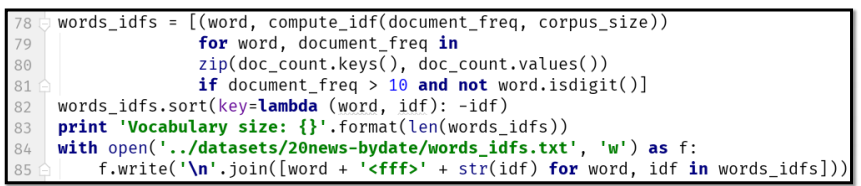 78 words_idfs = [(word, compute_idf(document_freq, corpus_size))
79 for word, document_freq in
80 zip(doc_count.keys(), doc_count.values())
81 if document_freq > 10 and not word.isdigit()]
82 words_idfs.sort(key=lambda (word, idf): -idf)
83 print 'Vocabulary size: {}'.format(len(words_idfs))
84 with open('../datasets/20news-bydate/words_idfs.txt', 'w') as f:
85 f.write('\n'.join([word + '<fff>' + str(idf) for word, idf in words_idfs]))